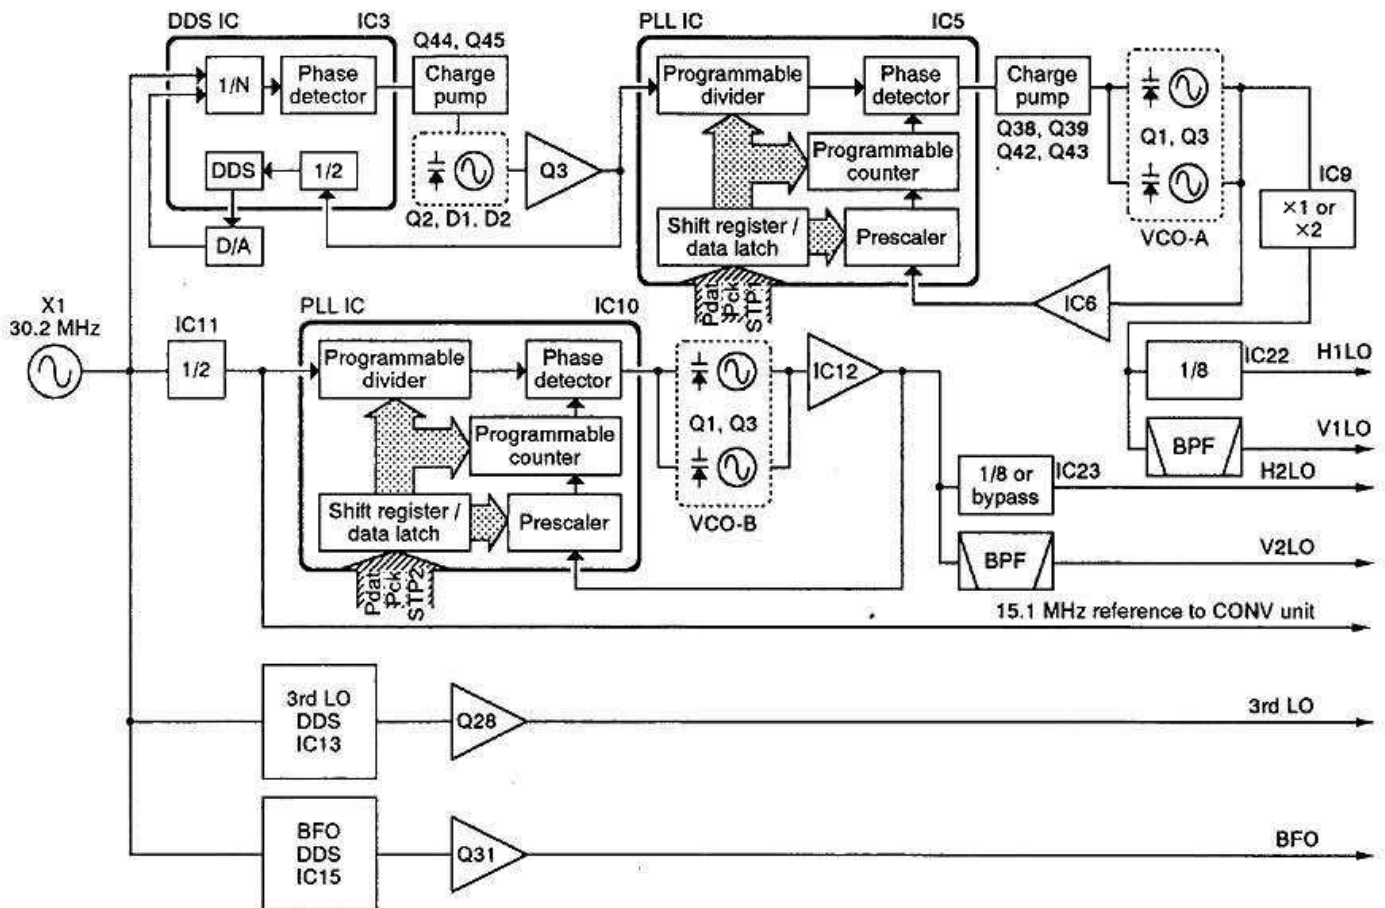 DDS IC
IC3
1/N
Phase
detector
DDS
1/2
D/A
Q44, Q45
Charge
pump
Q2, D1, D2
Q3
PLL IC
IC5
Programmable
divider
Phase
detector
Programmable
counter
Shift register /
data latch
Prescaler
Pdat
Pck
STP1
Charge
pump
Q38, Q39
Q42, Q43
Q1, Q3
VCO-A
IC9
×1 or
×2
IC6
X1
30.2 MHz
IC11
1/2
PLL IC
IC10
Programmable
divider
Phase
detector
Programmable
counter
Shift register /
data latch
Prescaler
Pdat
Pck
STP2
Q1, Q3
VCO-B
IC12
1/8
IC22
H1LO
BPF
V1LO
1/8 or
bypass
IC23
H2LO
BPF
V2LO
15.1 MHz reference to CONV unit
3rd LO
DDS
IC13
Q28
3rd LO
BFO
DDS
IC15
Q31
BFO